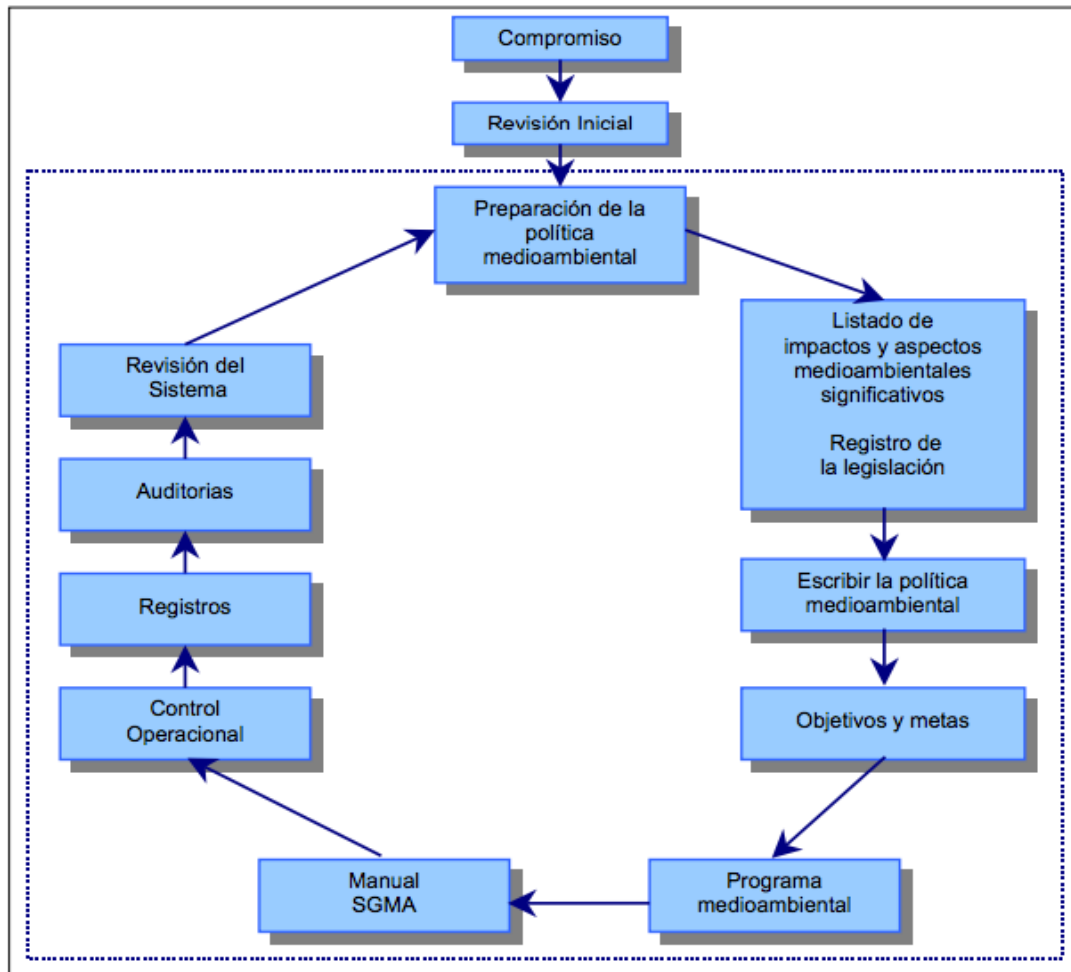 Compromiso
Revisión Inicial
Preparación de la
política
medioambiental
Listado de
impactos y aspectos
medioambientales
significativos
Registro de
la legislación
Escribir la política
medioambiental
Objetivos y metas
Programa
medioambiental
Manual
SGMA
Control
Operacional
Registros
Auditorias
Revisión del
Sistema